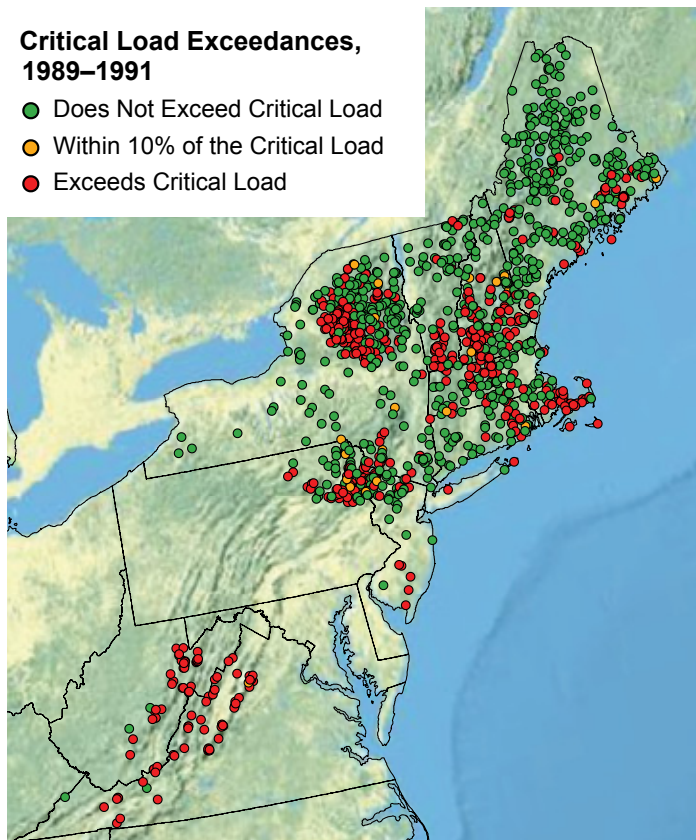 Critical Load Exceedances,
1989–1991
Does Not Exceed Critical Load
Within 10% of the Critical Load
Exceeds Critical Load